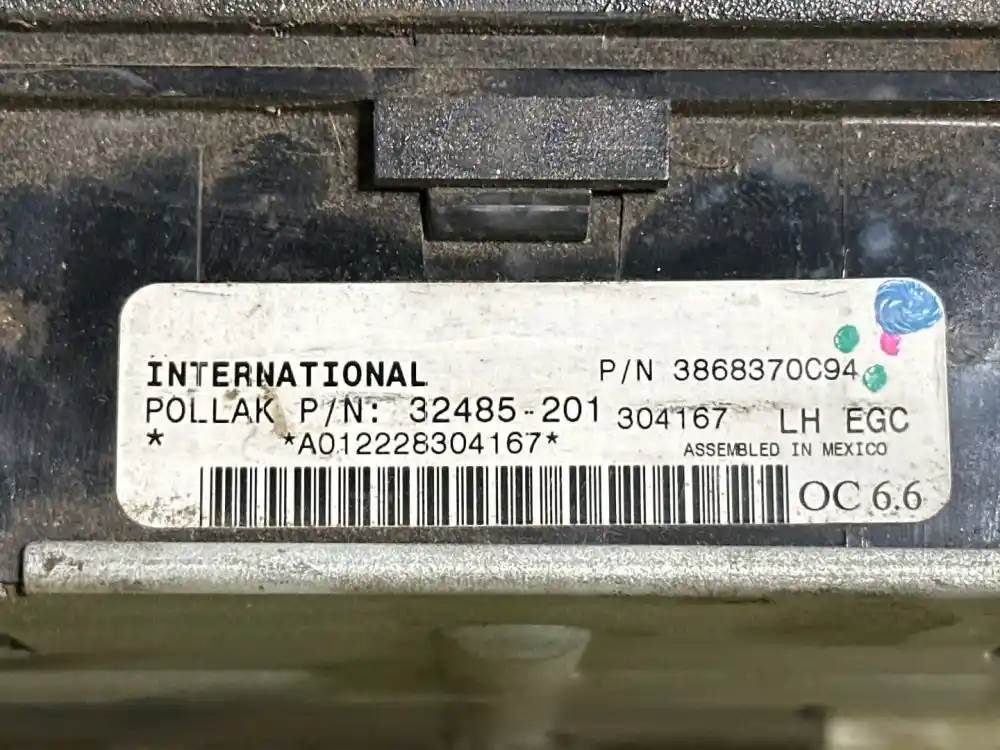 INTERNATIONAL P/N 3868370C94
POLLAK P/N: 32485-201 304167 LH EGC
* *A012228304167* ASSEMBLED IN MEXICO
OC 6.6